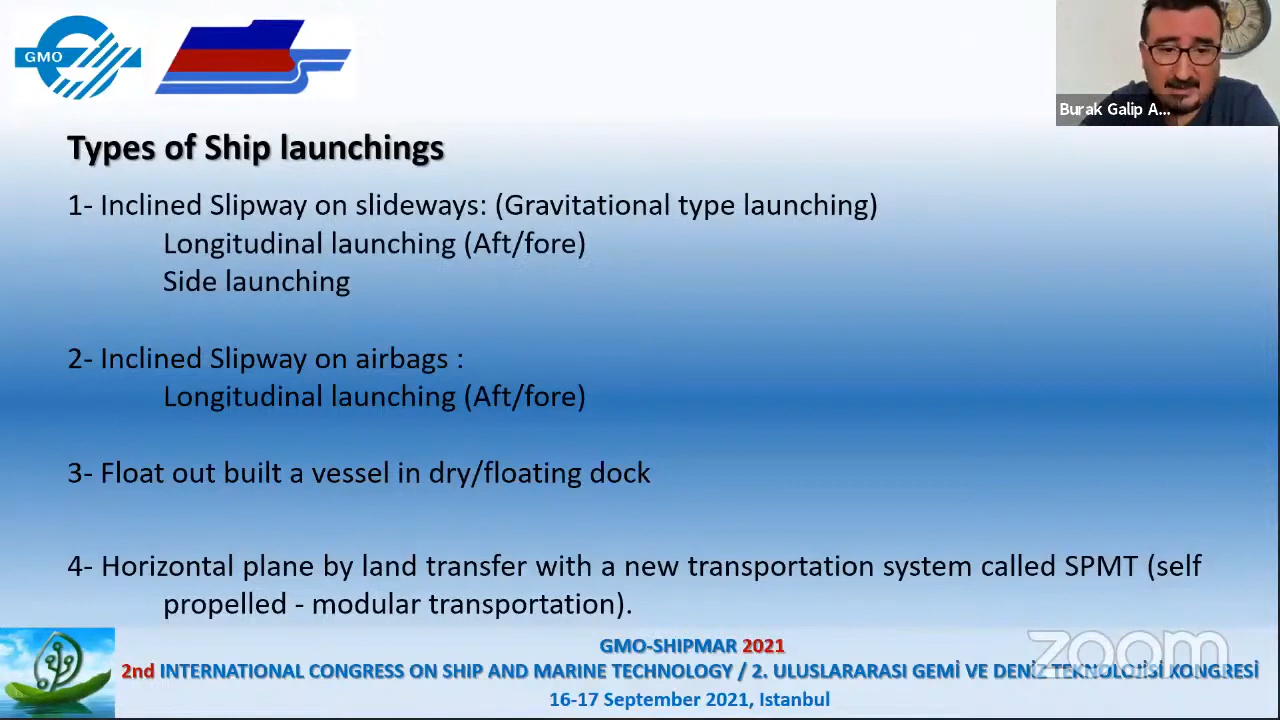 GMO
Burak Galip A...
Types of Ship launchings
1- Inclined Slipway on slideways: (Gravitational type launching)
Longitudinal launching (Aft/fore)
Side launching
2- Inclined Slipway on airbags :
Longitudinal launching (Aft/fore)
3- Float out built a vessel in dry/floating dock
4- Horizontal plane by land transfer with a new transportation system called SPMT (self
propelled - modular transportation).
GMO-SHIPMAR 2021
2nd INTERNATIONAL CONGRESS ON SHIP AND MARINE TECHNOLOGY / 2. ULUSLARARASI GEMİ VE DENİZ TEKNOLOJİSİ KONGRESİ
16-17 September 2021, Istanbul
zoom